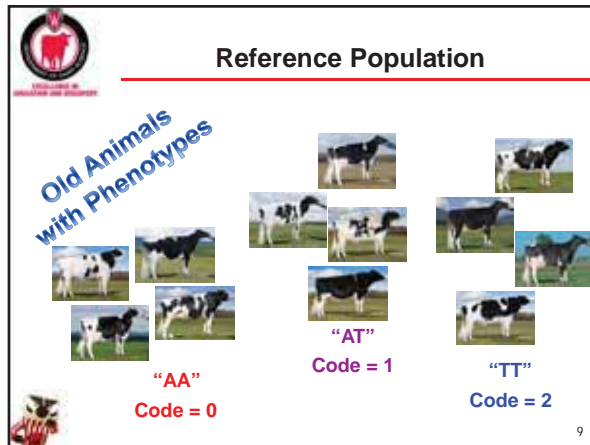 Reference Population
Old Animals
with Phenotypes
“AA”
Code = 0
“AT”
Code = 1
“TT”
Code = 2
9